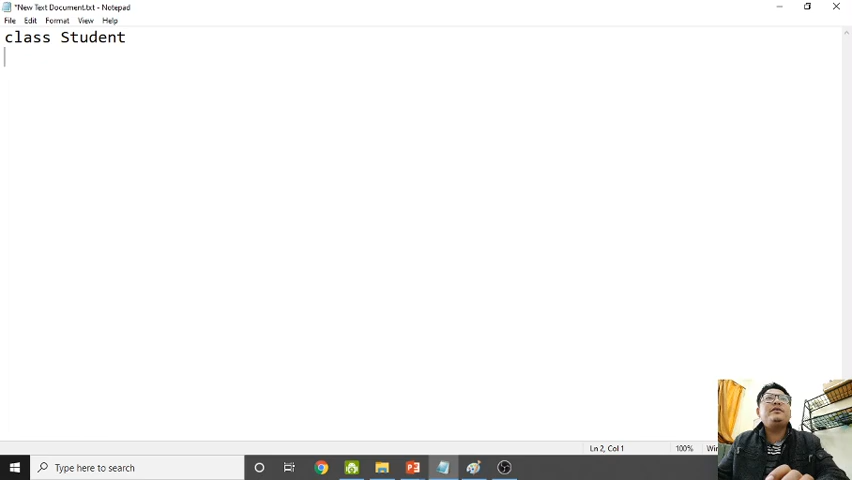 *New Text Document.txt - Notepad
File Edit Format View Help
class Student
Ln 2, Col 1 100%
Type here to search